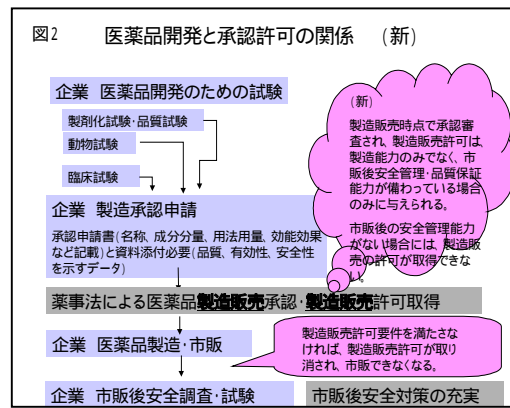 図2 医薬品開発と承認許可の関係 (新)
企業 医薬品開発のための試験
製剤化試験・品質試験
動物試験
臨床試験
企業 製造承認申請
承認申請書(名称、成分分量、用法用量、効能効果
など記載)と資料添付必要(品質、有効性、安全性
を示すデータ)
(新)
製造販売時点で承認審
査され、製造販売許可は、
製造能力のみでなく、市
販後安全管理・品質保証
能力が備わっている場合
のみに与えられる。
市販後の安全管理能力
がない場合には、製造販
売の許可が取得できな
い。
薬事法による医薬品製造販売承認・製造販売許可取得
企業 医薬品製造・市販
製造販売許可要件を満たさな
ければ、製造販売許可が取り
消され、市販できなくなる。
企業 市販後安全調査・試験
市販後安全対策の充実